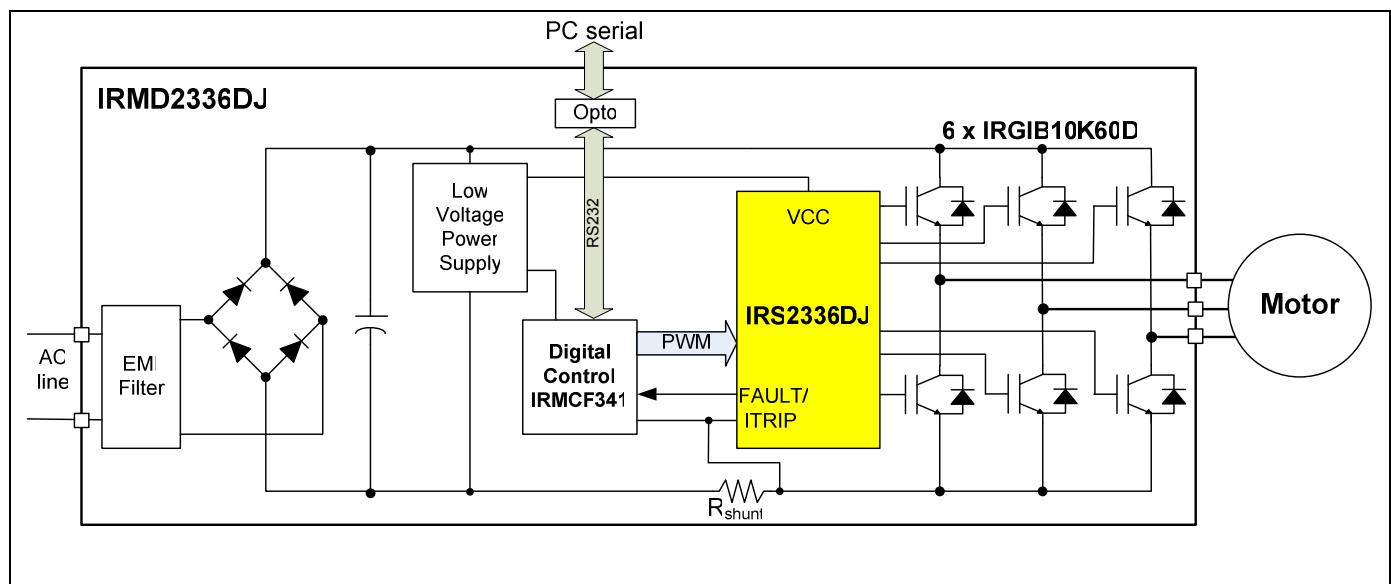 PC serial
IRMD2336DJ
Opto
6 x IRGIB10K60D
Low
Voltage
Power
Supply
RS232
VCC
IRS2336DJ
Motor
AC
line
EMI
Filter
Digital
Control
IRMCF341
PWM
FAULT/
ITRIP
Rshunt